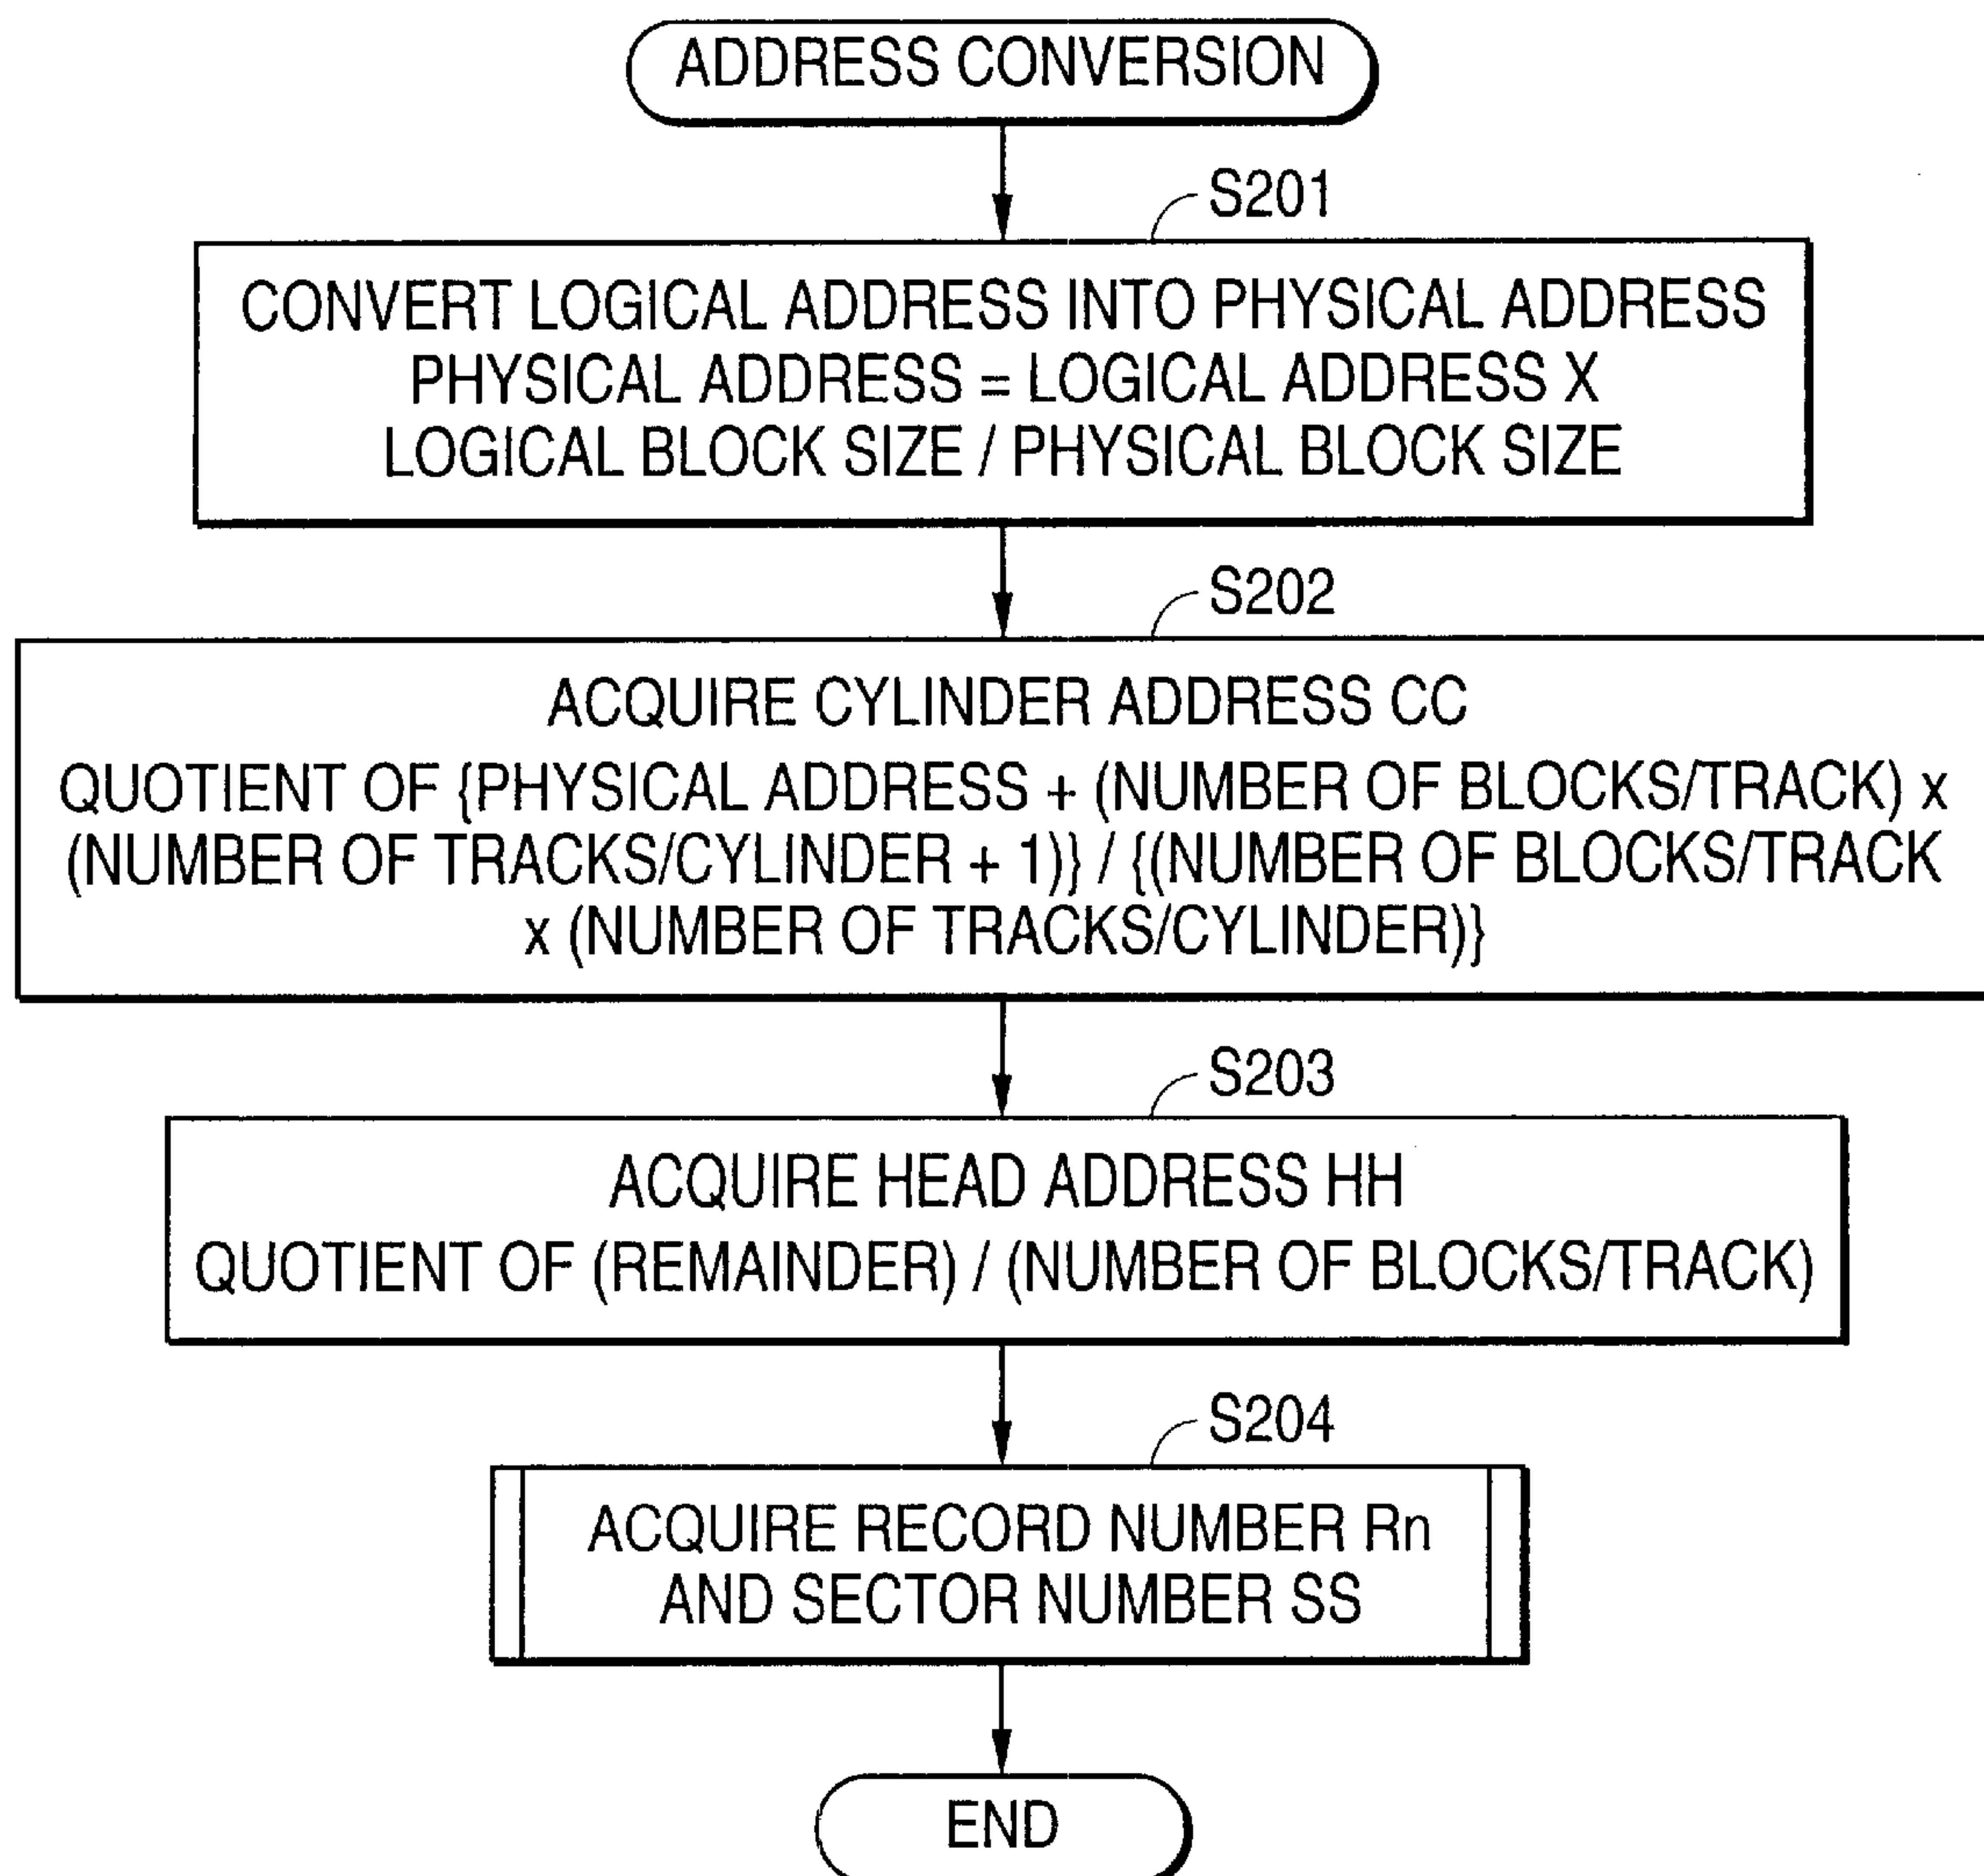 ADDRESS CONVERSION
S201
CONVERT LOGICAL ADDRESS INTO PHYSICAL ADDRESS
PHYSICAL ADDRESS = LOGICAL ADDRESS X
LOGICAL BLOCK SIZE / PHYSICAL BLOCK SIZE
S202
ACQUIRE CYLINDER ADDRESS CC
QUOTIENT OF {PHYSICAL ADDRESS + (NUMBER OF BLOCKS/TRACK) x
(NUMBER OF TRACKS/CYLINDER + 1)} / {(NUMBER OF BLOCKS/TRACK
x (NUMBER OF TRACKS/CYLINDER)}
S203
ACQUIRE HEAD ADDRESS HH
QUOTIENT OF (REMAINDER) / (NUMBER OF BLOCKS/TRACK)
S204
ACQUIRE RECORD NUMBER Rn
AND SECTOR NUMBER SS
END